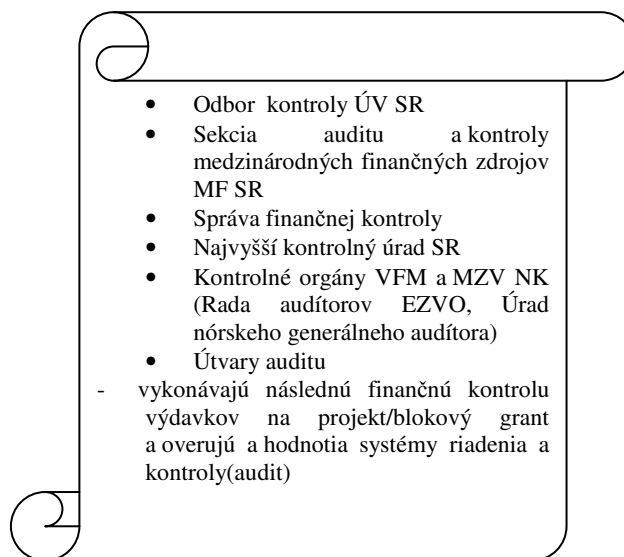 • Odbor kontroly ÚV SR
• Sekcia auditu a kontroly
medzinárodných finančných zdrojov
MF SR
• Správa finančnej kontroly
• Najvyšší kontrolný úrad SR
• Kontrolné orgány VFM a MZV NK
(Rada audítorov EZVO, Úrad
nórskeho generálneho audítora)
• Útvary auditu
- vykonávajú následnú finančnú kontrolu
výdavkov na projekt/blokový grant
a overujú a hodnotia systémy riadenia a
kontroly(audit)